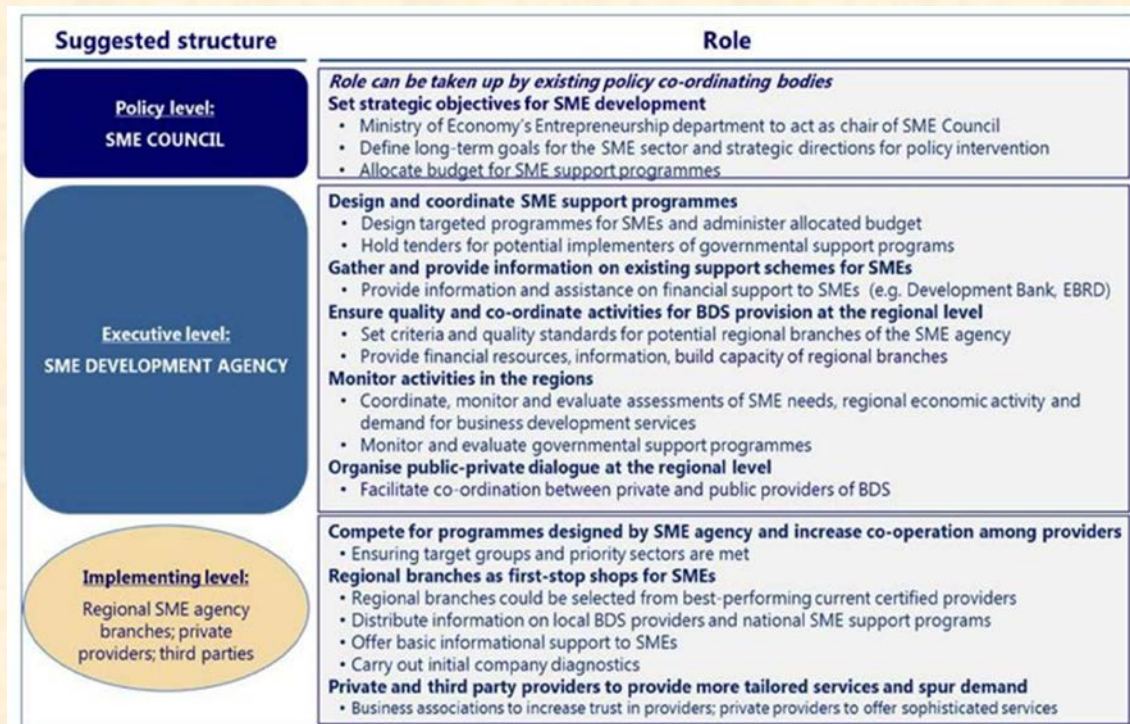 Suggested structure
Role
Policy level:
SME COUNCIL
Role can be taken up by existing policy co-ordinating bodies
Set strategic objectives for SME development
• Ministry of Economy's Entrepreneurship department to act as chair of SME Council
• Define long-term goals for the SME sector and strategic directions for policy intervention
• Allocate budget for SME support programmes
Executive level:
SME DEVELOPMENT AGENCY
Design and coordinate SME support programmes
• Design targeted programmes for SMEs and administer allocated budget
• Hold tenders for potential implementers of governmental support programs
Gather and provide information on existing support schemes for SMEs
• Provide information and assistance on financial support to SMEs (e.g. Development Bank, EBRD)
Ensure quality and co-ordinate activities for BDS provision at the regional level
• Set criteria and quality standards for potential regional branches of the SME agency
• Provide financial resources, information, build capacity of regional branches
Monitor activities in the regions
• Coordinate, monitor and evaluate assessments of SME needs, regional economic activity and
demand for business development services
• Monitor and evaluate governmental support programmes
Organise public-private dialogue at the regional level
• Facilitate co-ordination between private and public providers of BDS
Implementing level:
Regional SME agency
branches; private
providers; third parties
Compete for programmes designed by SME agency and increase co-operation among providers
• Ensuring target groups and priority sectors are met
Regional branches as first-stop shops for SMEs
• Regional branches could be selected from best-performing current certified providers
• Distribute information on local BDS providers and national SME support programs
• Offer basic informational support to SMEs
• Carry out initial company diagnostics
Private and third party providers to provide more tailored services and spur demand
• Business associations to increase trust in providers; private providers to offer sophisticated services